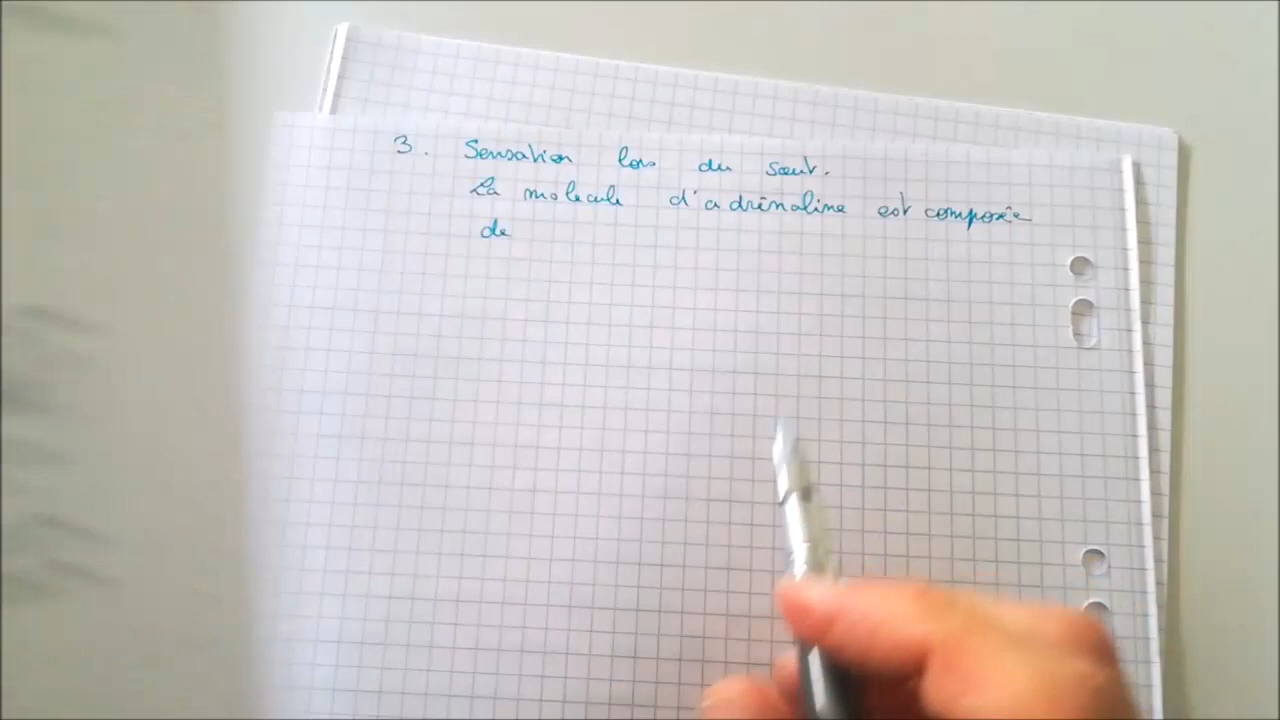 3. Sensation lors du saut.
La molecule d'adrénaline est composée
de